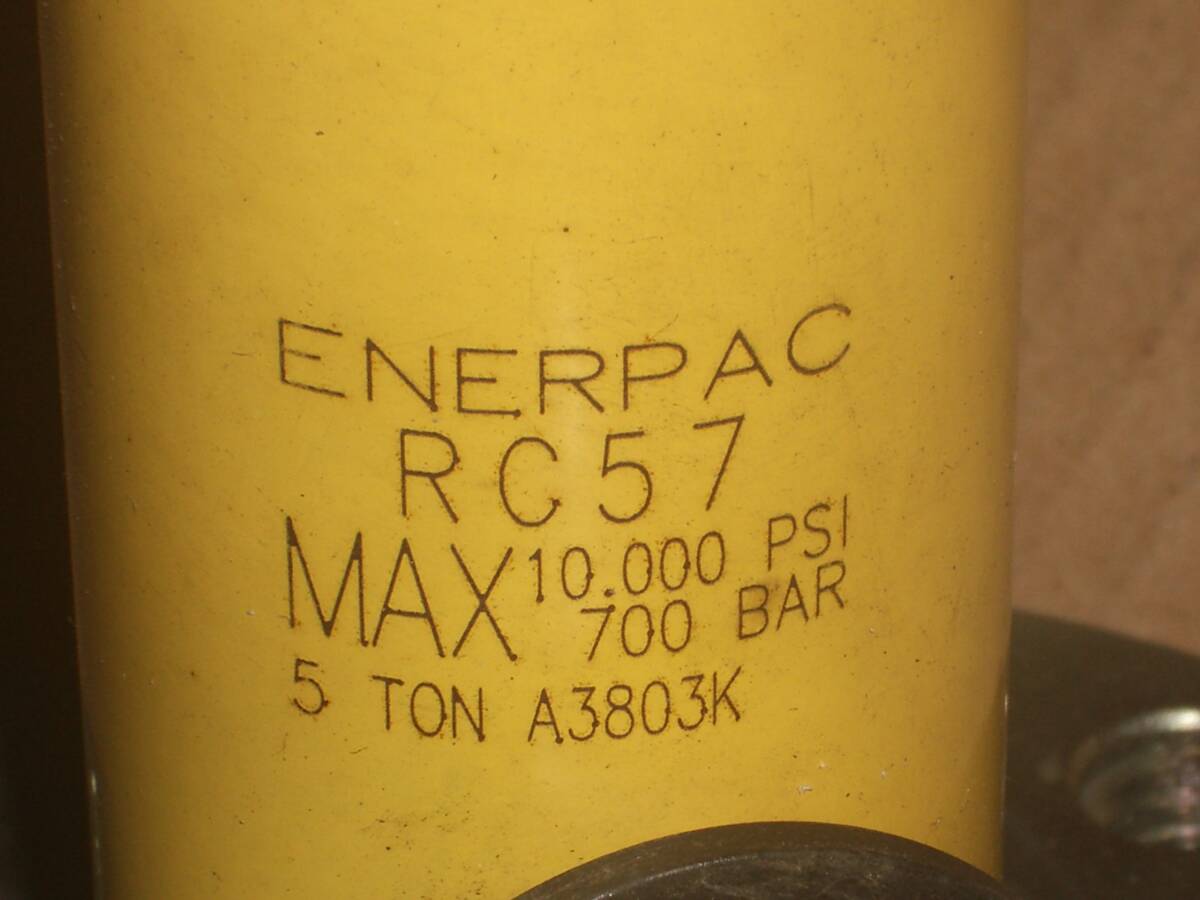 ENERPAC
RC57
MAX 10.000 PSI
700 BAR
5 TON A3803K